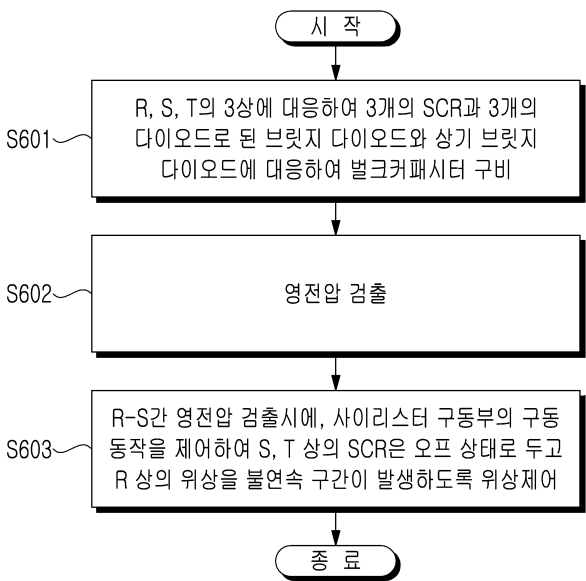 시 작
S601
R, S, T의 3상에 대응하여 3개의 SCR과 3개의
다이오드로 된 브릿지 다이오드와 상기 브릿지
다이오드에 대응하여 벌크커패시터 구비
S602
영전압 검출
S603
R-S간 영전압 검출시에, 사이리스터 구동부의 구동
동작을 제어하여 S, T 상의 SCR은 오프 상태로 두고
R 상의 위상을 불연속 구간이 발생하도록 위상제어
종 료